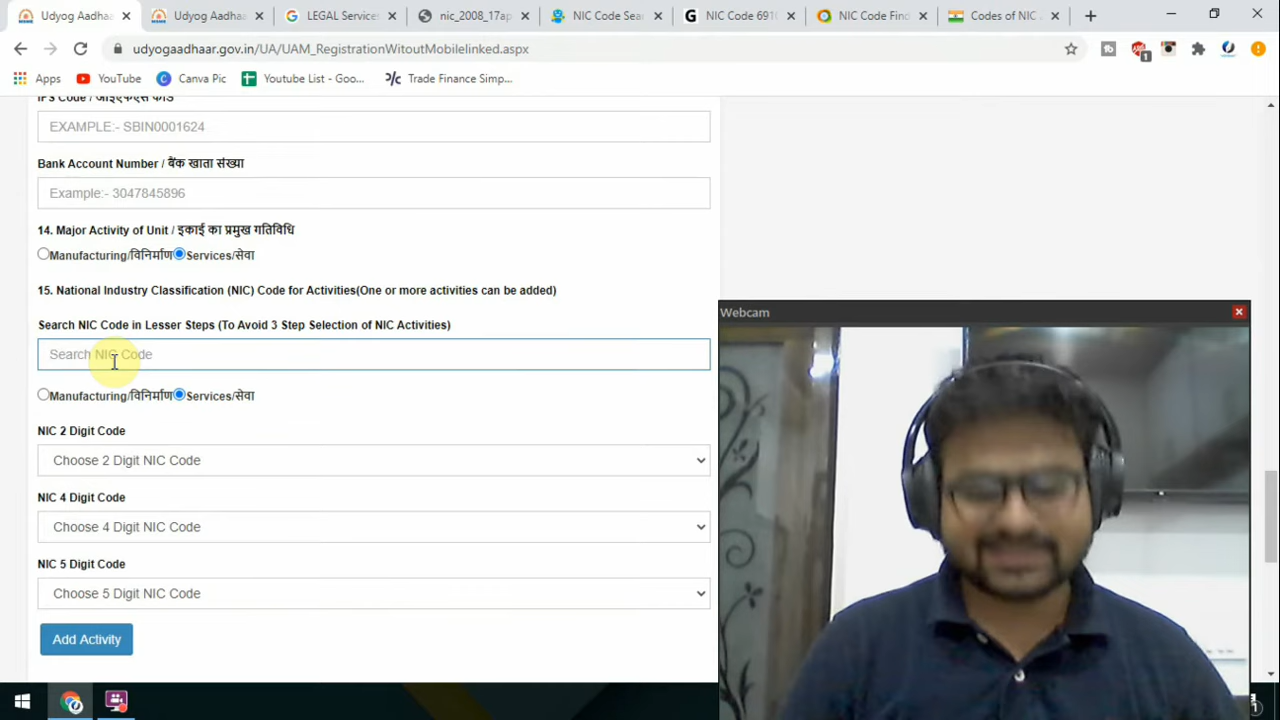 Udyog Aadhaa
Udyog Aadhaa
LEGAL Service
nic_2008_17ap
NIC Code Sea
NIC Code 691
NIC Code Find
Codes of NIC
udyogaadhaar.gov.in/UA/UAM_RegistrationWitoutMobilelinked.aspx
1
Apps
YouTube
Canva Pic
Youtube List - Goo...
Trade Finance Simp...
IFS Code / आईएफएस कोड
EXAMPLE:- SBIN0001624
Bank Account Number / बैंक खाता संख्या
Example:- 3047845896
14. Major Activity of Unit / इकाई का प्रमुख गतिविधि
Manufacturing/विनिर्माण Services/सेवा
15. National Industry Classification (NIC) Code for Activities(One or more activities can be added)
Search NIC Code in Lesser Steps (To Avoid 3 Step Selection of NIC Activities)
Search NIC Code
Manufacturing/विनिर्माण Services/सेवा
NIC 2 Digit Code
Choose 2 Digit NIC Code
NIC 4 Digit Code
Choose 4 Digit NIC Code
NIC 5 Digit Code
Choose 5 Digit NIC Code
Add Activity
Webcam